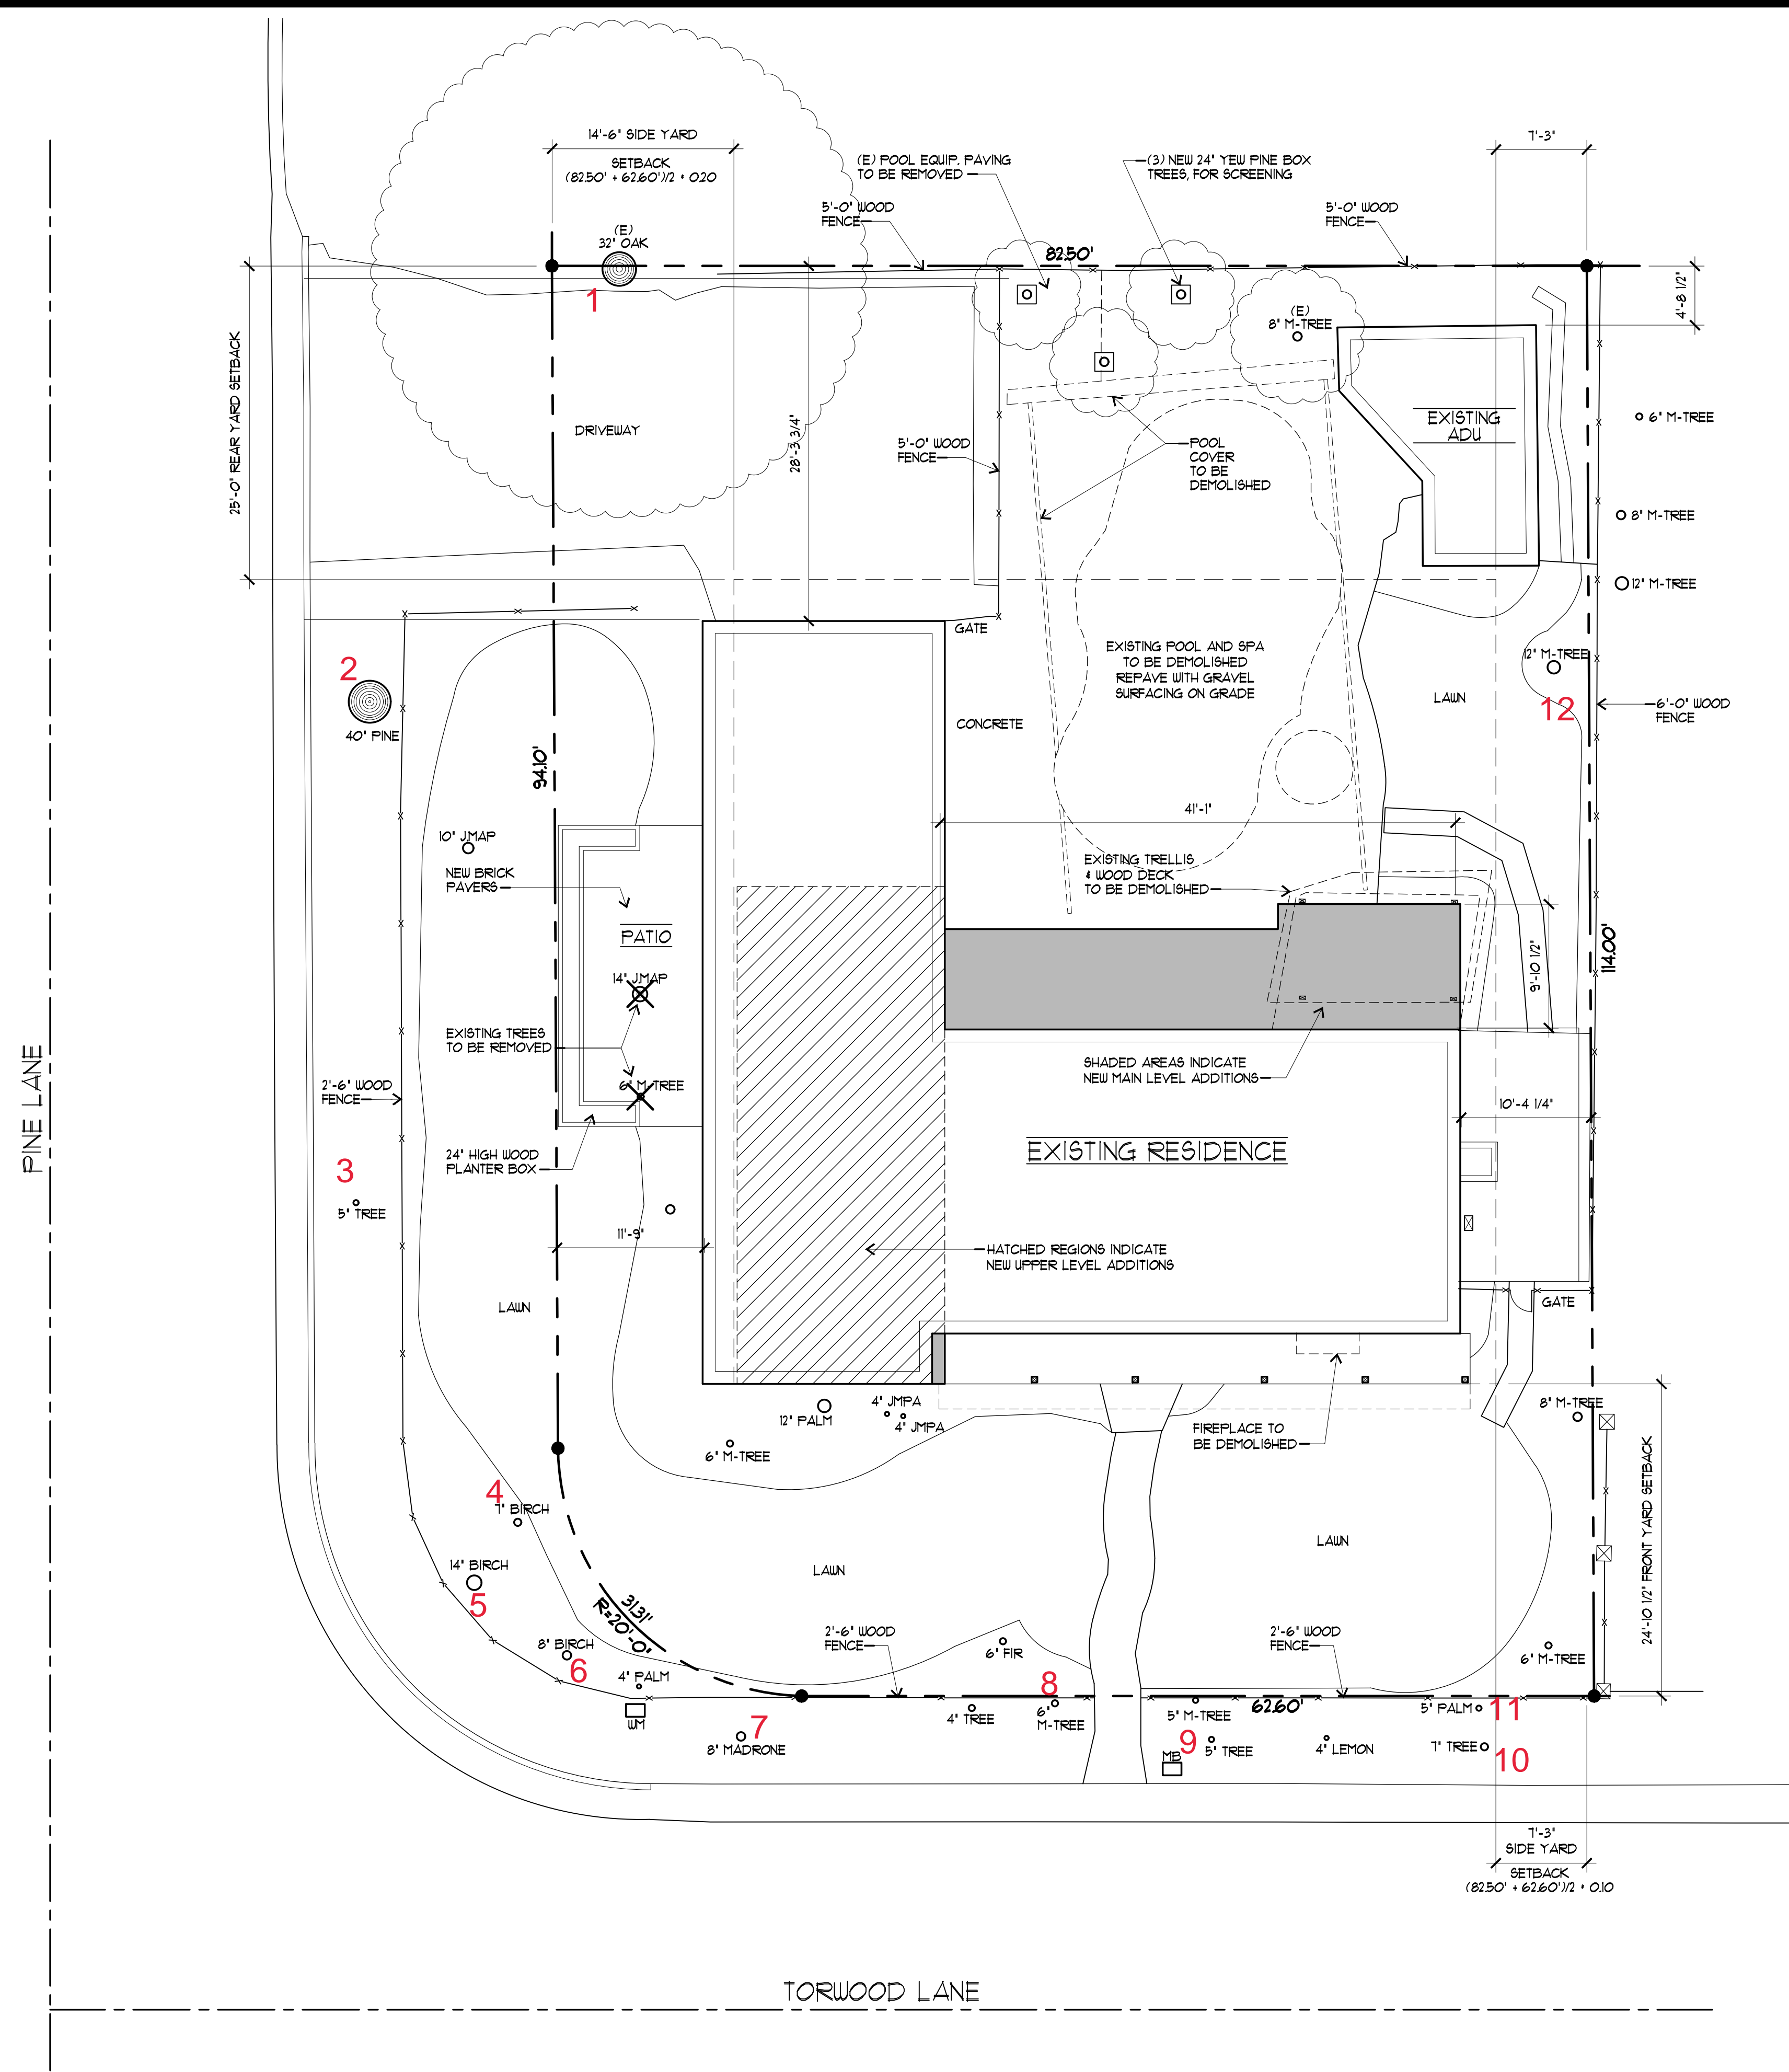 14'-6" SIDE YARD
SETBACK
(82.50' + 62.60')/2 * 0.20
(E) POOL EQUIP. PAVING
TO BE REMOVED
(3) NEW 24" YEW PINE BOX
TREES, FOR SCREENING
7'-3"
5'-0" WOOD
FENCE
5'-0" WOOD
FENCE
(E)
32" OAK
1
82.50'
4'-8 1/2"
(E)
8" M-TREE
25'-0" REAR YARD SETBACK
DRIVEWAY
28'-3 3/4"
5'-0" WOOD
FENCE
POOL
COVER
TO BE
DEMOLISHED
EXISTING
ADU
6" M-TREE
8" M-TREE
12" M-TREE
GATE
EXISTING POOL AND SPA
TO BE DEMOLISHED
REPAVE WITH GRAVEL
SURFACING ON GRADE
12" M-TREE
12
LAWN
6'-0" WOOD
FENCE
2
40" PINE
CONCRETE
94.10'
41'-1"
10" JMAP
NEW BRICK
PAVERS
EXISTING TRELLIS
& WOOD DECK
TO BE DEMOLISHED
PATIO
14" JMAP
9'-10 1/2"
114.00'
EXISTING TREES
TO BE REMOVED
6" M-TREE
SHADED AREAS INDICATE
NEW MAIN LEVEL ADDITIONS
2'-6" WOOD
FENCE
10'-4 1/4"
PINE LANE
EXISTING RESIDENCE
24" HIGH WOOD
PLANTER BOX
3
5" TREE
11'-9"
HATCHED REGIONS INDICATE
NEW UPPER LEVEL ADDITIONS
LAWN
GATE
12" PALM
4" JMPA
4" JMPA
6" M-TREE
FIREPLACE TO
BE DEMOLISHED
8" M-TREE
24'-10 1/2" FRONT YARD SETBACK
4
7" BIRCH
14" BIRCH
5
LAWN
LAWN
31.31'
R=20'-0"
8" BIRCH
6
4" PALM
WM
2'-6" WOOD
FENCE
6" FIR
2'-6" WOOD
FENCE
6" M-TREE
8
6"
M-TREE
4" TREE
7
8" MADRONE
5" M-TREE
62.60'
5" PALM
11
9
MB
5" TREE
4" LEMON
7" TREE
10
7'-3"
SIDE YARD
SETBACK
(82.50' + 62.60')/2 * 0.10
TORWOOD LANE